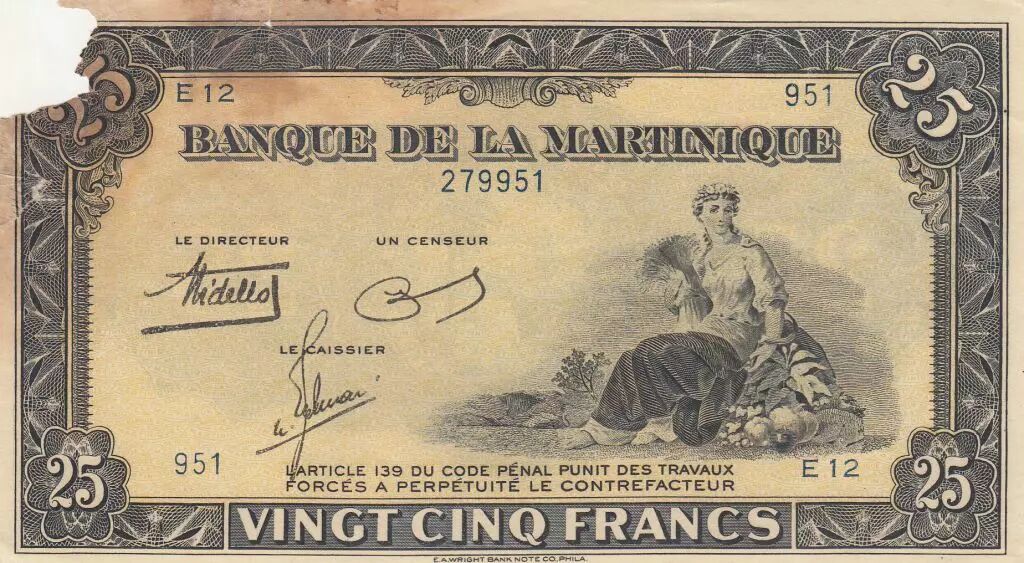 25 25
E 12 951
BANQUE DE LA MARTINIQUE
279951
LE DIRECTEUR UN CENSEUR
LE CAISSIER
951 E 12
L'ARTICLE 139 DU CODE PÉNAL PUNIT DES TRAVAUX
FORCÉS A PERPÉTUITÉ LE CONTREFACTEUR
25 25
VINGT CINQ FRANCS
E.A.WRIGHT BANK NOTE CO. PHILA.